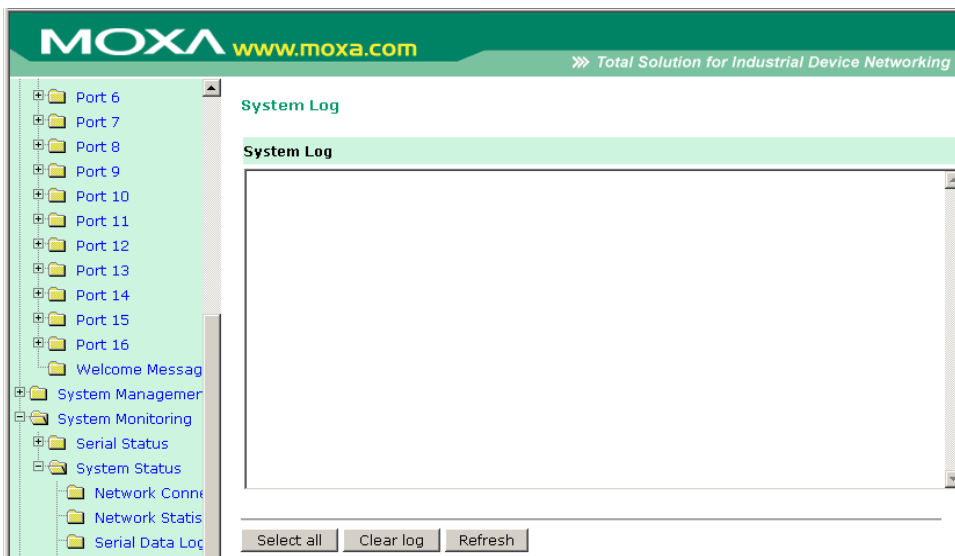 MOXA www.moxa.com
Total Solution for Industrial Device Networking
Port 6
Port 7
Port 8
Port 9
Port 10
Port 11
Port 12
Port 13
Port 14
Port 15
Port 16
Welcome Messag
System Managemer
System Monitoring
Serial Status
System Status
Network Conne
Network Statis
Serial Data Log
System Log
System Log
Select all Clear log Refresh